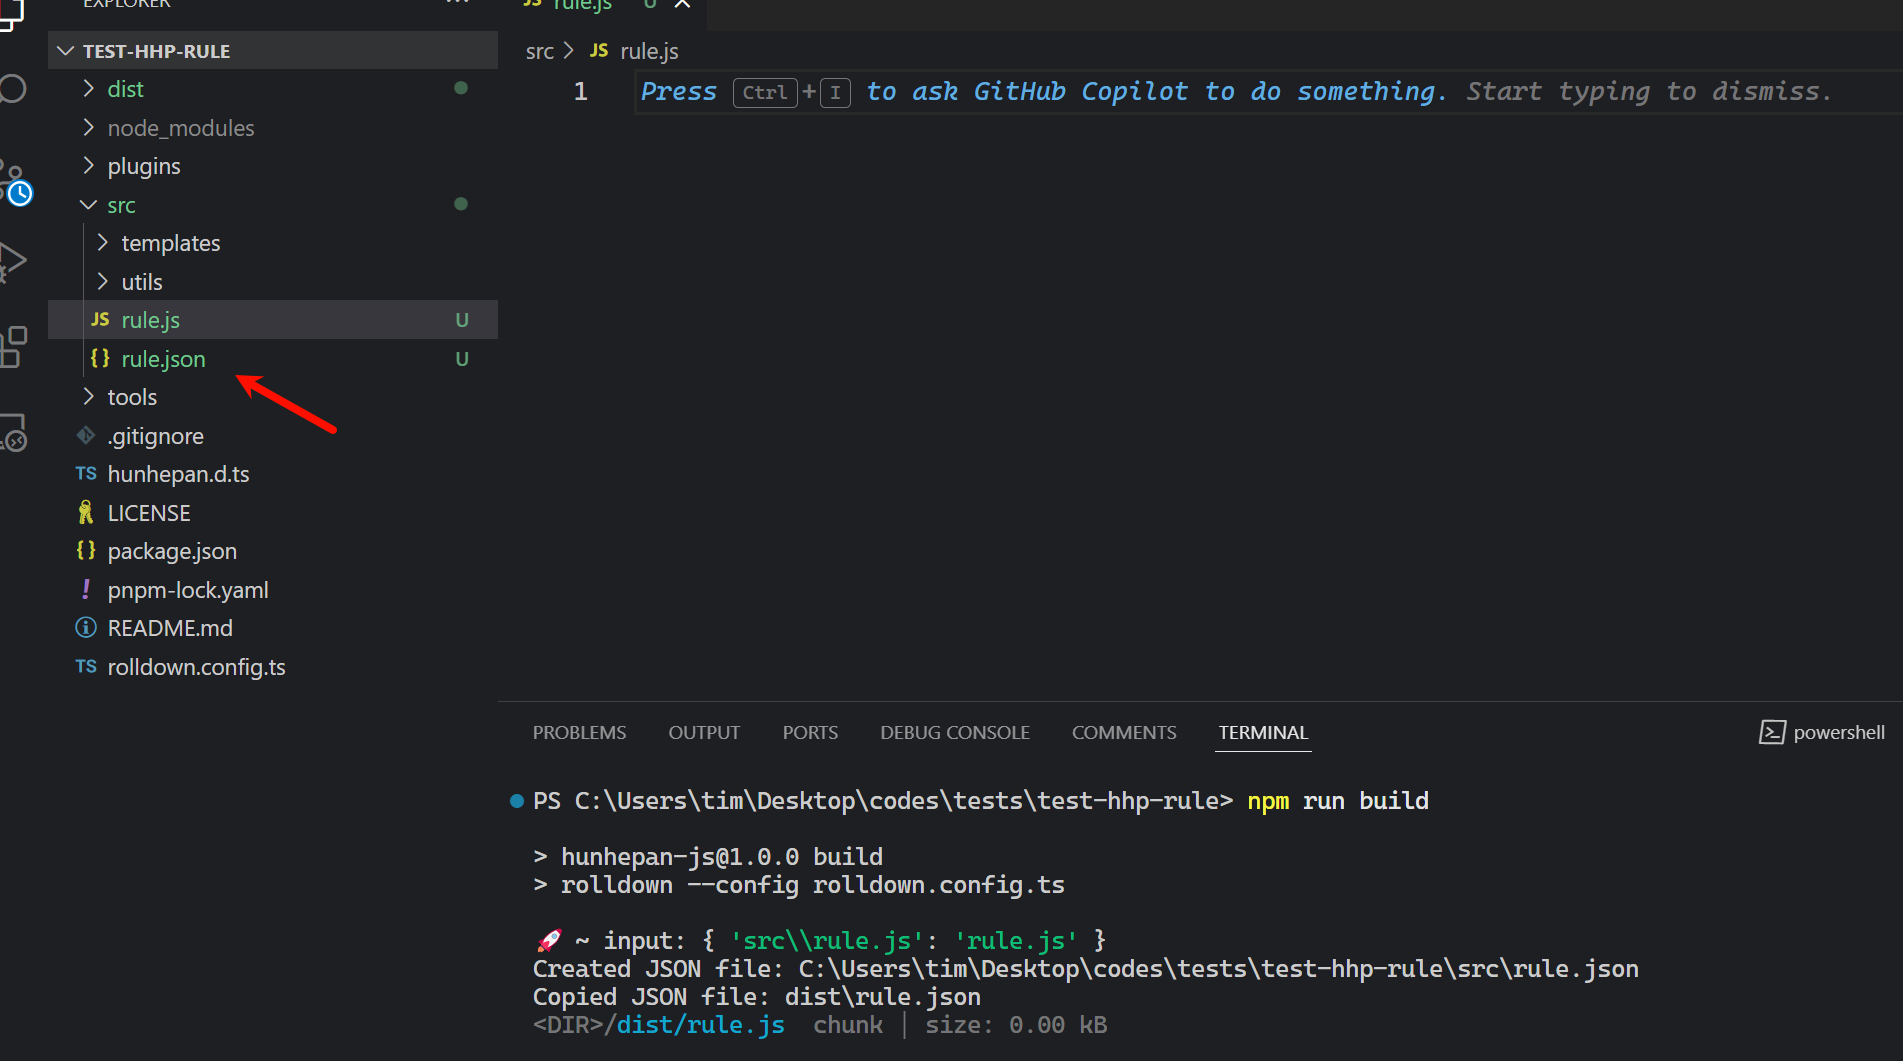 EXPLORER
TEST-HHP-RULE
dist
node_modules
plugins
src
templates
utils
JS rule.js U
{} rule.json U
tools
.gitignore
TS hunhepan.d.ts
LICENSE
{} package.json
! pnpm-lock.yaml
README.md
TS rolldown.config.ts
JS rule.js U
src > JS rule.js
1 Press Ctrl+I to ask GitHub Copilot to do something. Start typing to dismiss.
PROBLEMS OUTPUT PORTS DEBUG CONSOLE COMMENTS TERMINAL powershell
PS C:\Users\tim\Desktop\codes\tests\test-hhp-rule> npm run build
> hunhepan-js@1.0.0 build
> rolldown --config rolldown.config.ts
🚀 ~ input: { 'src\\rule.js': 'rule.js' }
Created JSON file: C:\Users\tim\Desktop\codes\tests\test-hhp-rule\src\rule.json
Copied JSON file: dist\rule.json
<DIR>/dist/rule.js chunk │ size: 0.00 kB